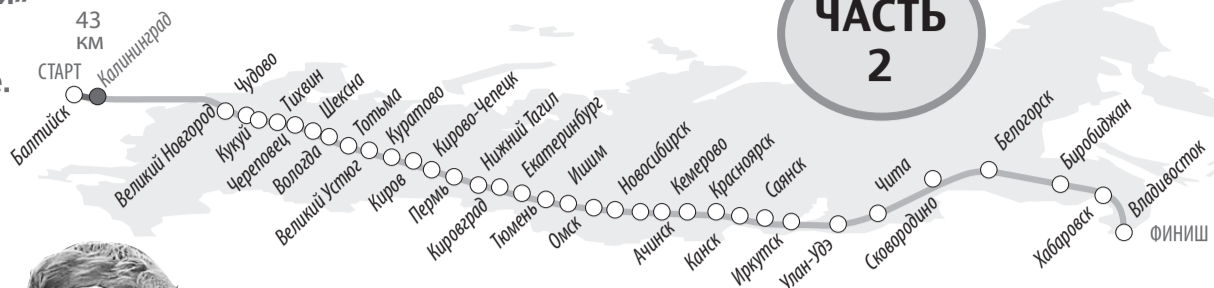 43
КМ
СТАРТ
Калининград
Балтийск
Великий Новгород
Чудово
Кукуй
Тихвин
Череповец
Шексна
Вологда
Тотьма
Великий Устюг
Куратово
Киров
Кирово-Чепецк
Пермь
Нижний Тагил
Кировград
Екатеринбург
Тюмень
Ишим
Омск
Новосибирск
Кемерово
Ачинск
Красноярск
Канск
Саянск
Иркутск
Улан-Удэ
Чита
Сковородино
Белогорск
Биробиджан
Хабаровск
Владивосток
ФИНИШ
ЧАСТЬ
2